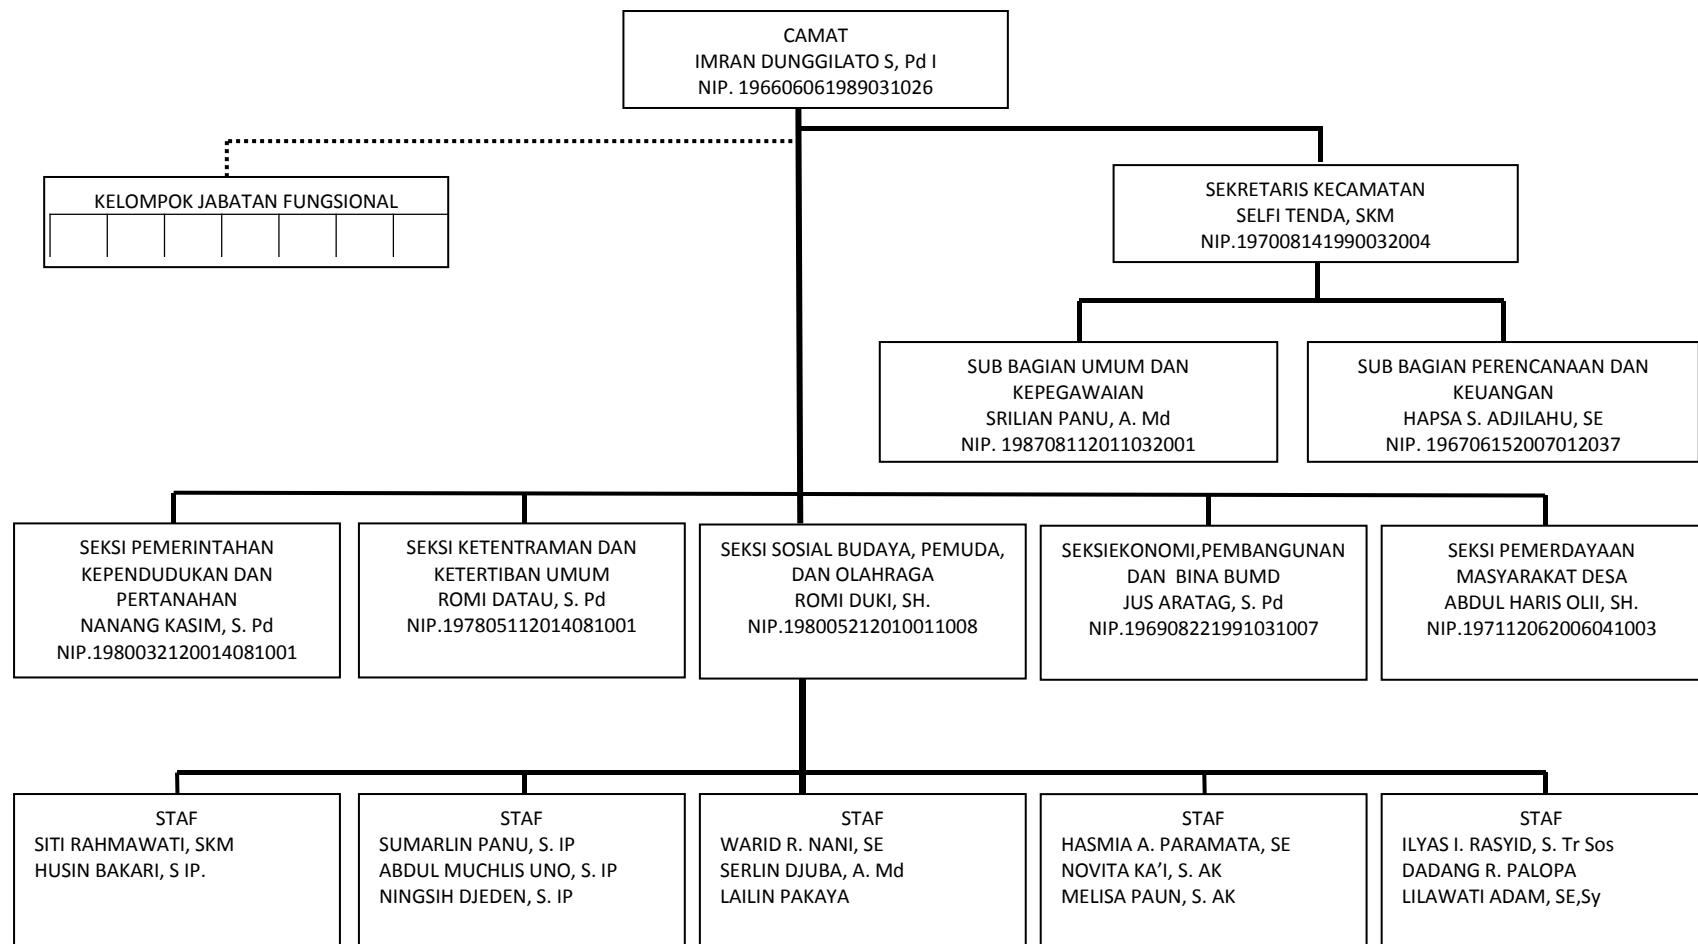 CAMAT
IMRAN DUNGGILATO S, Pd I
NIP. 196606061989031026
KELOMPOK JABATAN FUNGSIONAL
SEKRETARIS KECAMATAN
SELFI TENDA, SKM
NIP.197008141990032004
SUB BAGIAN UMUM DAN
KEPEGAWAIAN
SRILIAN PANU, A. Md
NIP. 198708112011032001
SUB BAGIAN PERENCANAAN DAN
KEUANGAN
HAPSA S. ADJILAHU, SE
NIP. 196706152007012037
SEKSI PEMERINTAHAN
KEPENDUDUKAN DAN
PERTANAHAN
NANANG KASIM, S. Pd
NIP.1980032120014081001
SEKSI KETENTRAMAN DAN
KETERTIBAN UMUM
ROMI DATAU, S. Pd
NIP.197805112014081001
SEKSI SOSIAL BUDAYA, PEMUDA,
DAN OLAHRAGA
ROMI DUKI, SH.
NIP.198005212010011008
SEKSIEKONOMI,PEMBANGUNAN
DAN  BINA BUMD
JUS ARATAG, S. Pd
NIP.196908221991031007
SEKSI PEMERDAYAAN
MASYARAKAT DESA
ABDUL HARIS OLII, SH.
NIP.197112062006041003
STAF
SITI RAHMAWATI, SKM
HUSIN BAKARI, S IP.
STAF
SUMARLIN PANU, S. IP
ABDUL MUCHLIS UNO, S. IP
NINGSIH DJEDEN, S. IP
STAF
WARID R. NANI, SE
SERLIN DJUBA, A. Md
LAILIN PAKAYA
STAF
HASMIA A. PARAMATA, SE
NOVITA KA’I, S. AK
MELISA PAUN, S. AK
STAF
ILYAS I. RASYID, S. Tr Sos
DADANG R. PALOPA
LILAWATI ADAM, SE,Sy